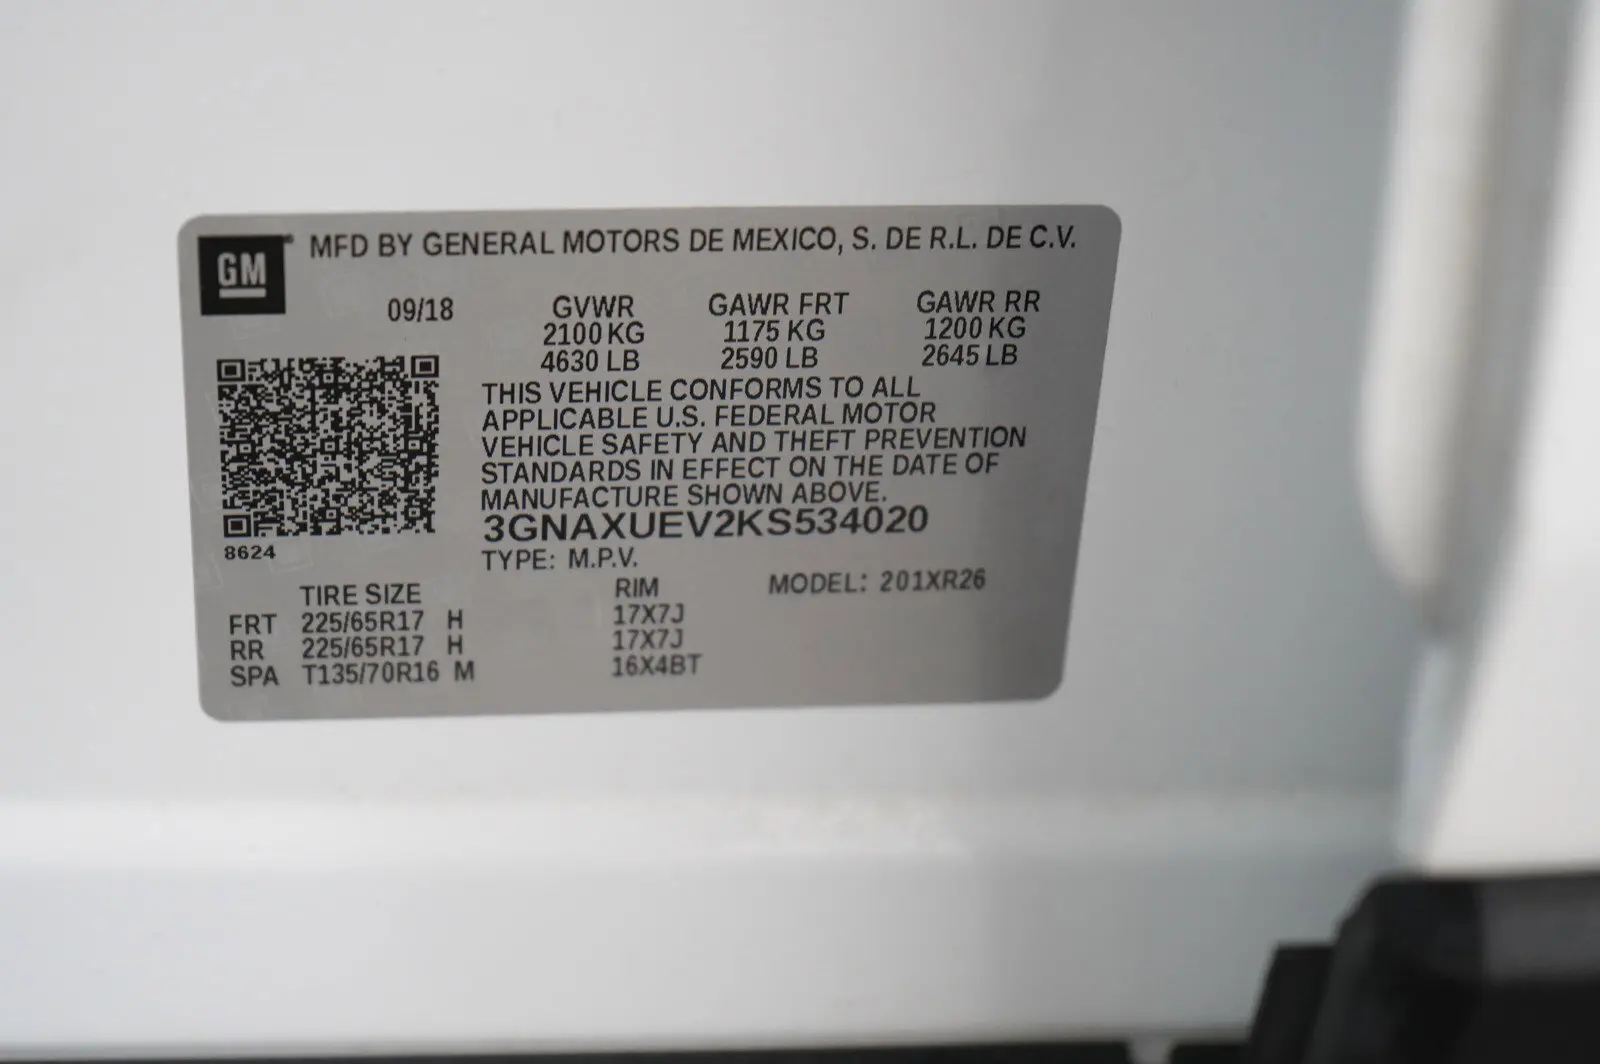 GM MFD BY GENERAL MOTORS DE MEXICO, S. DE R.L. DE C.V.
09/18 GVWR GAWR FRT GAWR RR
2100 KG 1175 KG 1200 KG
4630 LB 2590 LB 2645 LB
THIS VEHICLE CONFORMS TO ALL
APPLICABLE U.S. FEDERAL MOTOR
VEHICLE SAFETY AND THEFT PREVENTION
STANDARDS IN EFFECT ON THE DATE OF
MANUFACTURE SHOWN ABOVE.
3GNAXUEV2KS534020
8624
TYPE: M.P.V.
TIRE SIZE RIM MODEL: 201XR26
FRT 225/65R17 H 17X7J
RR 225/65R17 H 17X7J
SPA T135/70R16 M 16X4BT